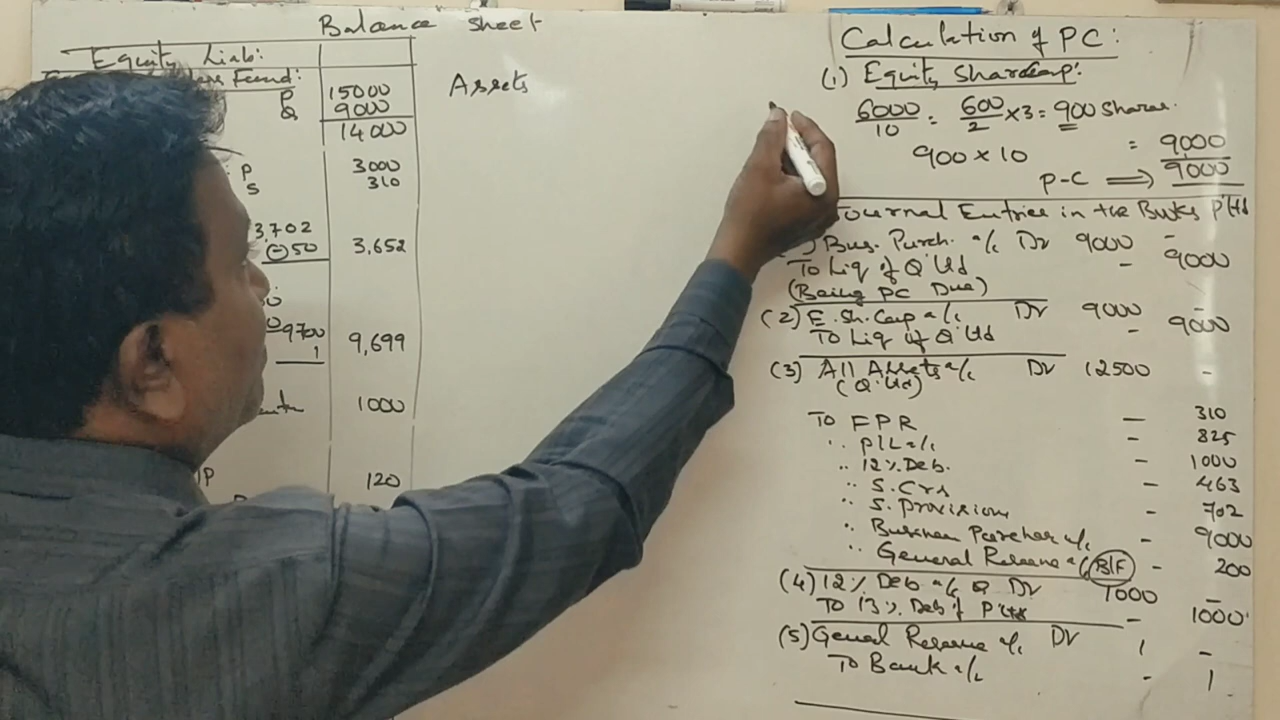 Balance Sheet
Equity Liab:
Fund:
P 15000
Q 9000
14000
P 3000
S 310
3,702
⊖50 3,652
9700
1 9,699
1000
IP 120
Assets
Calculation of PC:
(1) Equity Sharecap:
6000/10 = 600/2 ×3 = 900 Shares.
900 × 10 = 9000
P-C ⟹ 9000
Journal Entries in the Books P'Ltd
) Bus. Purch. a/c Dr 9000 -
To Liq of Q'Ltd - 9000
(Being PC Due)
(2) E.Sh.Cap a/c Dr 9000 -
To Liq of Q'Ltd - 9000
(3) All Assets a/c Dr 12500 -
(Q'Ltd)
To FPR - 310
" P/L a/c - 825
" 12% Deb. - 1000
" S.Crs - 463
" S.Provision - 702
" Business Purchase a/c - 9000
" General Reserve a/c (B/F) - 200
(4) 12% Deb a/c Q Dr 1000 -
To 13% Deb of P'Ltd - 1000
(5) General Reserve a/c Dr 1 -
To Bank a/c - 1